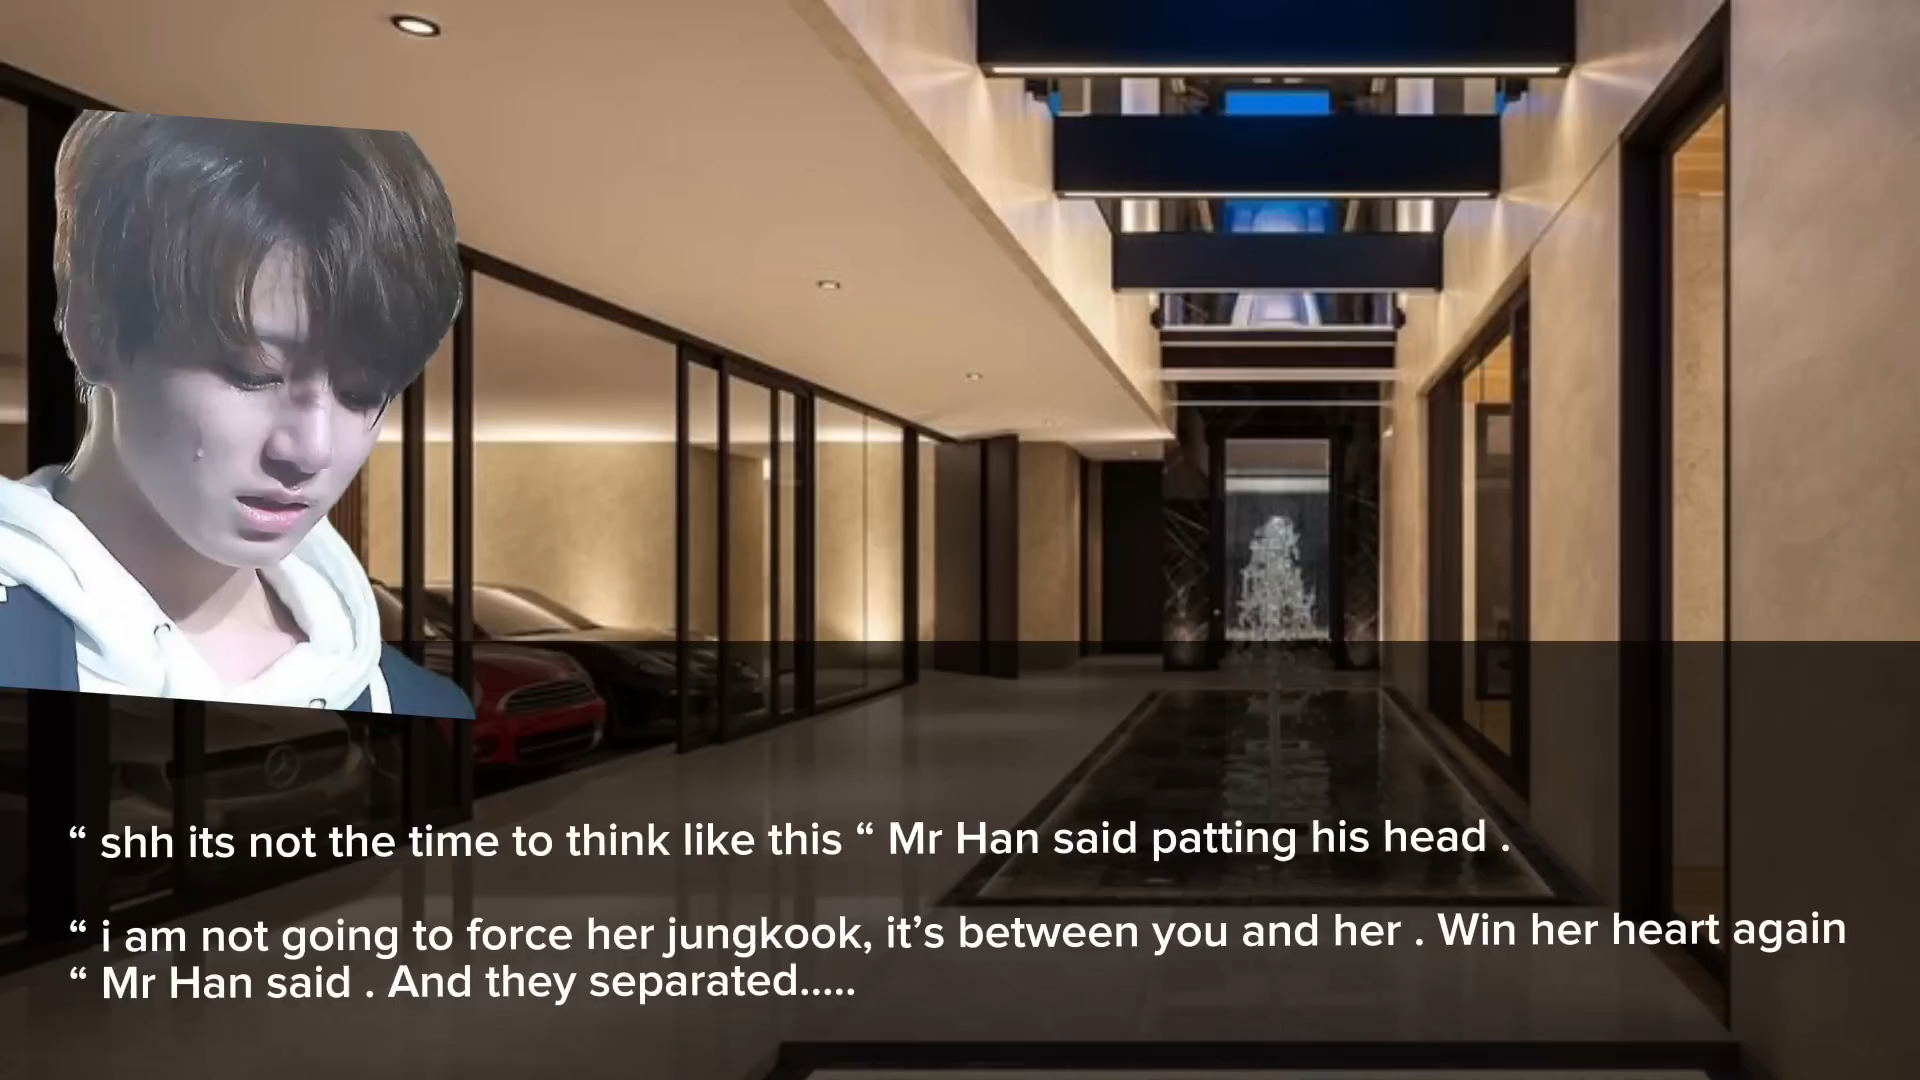 “ shh its not the time to think like this “ Mr Han said patting his head .
“ i am not going to force her jungkook, it’s between you and her . Win her heart again
“ Mr Han said . And they separated.....